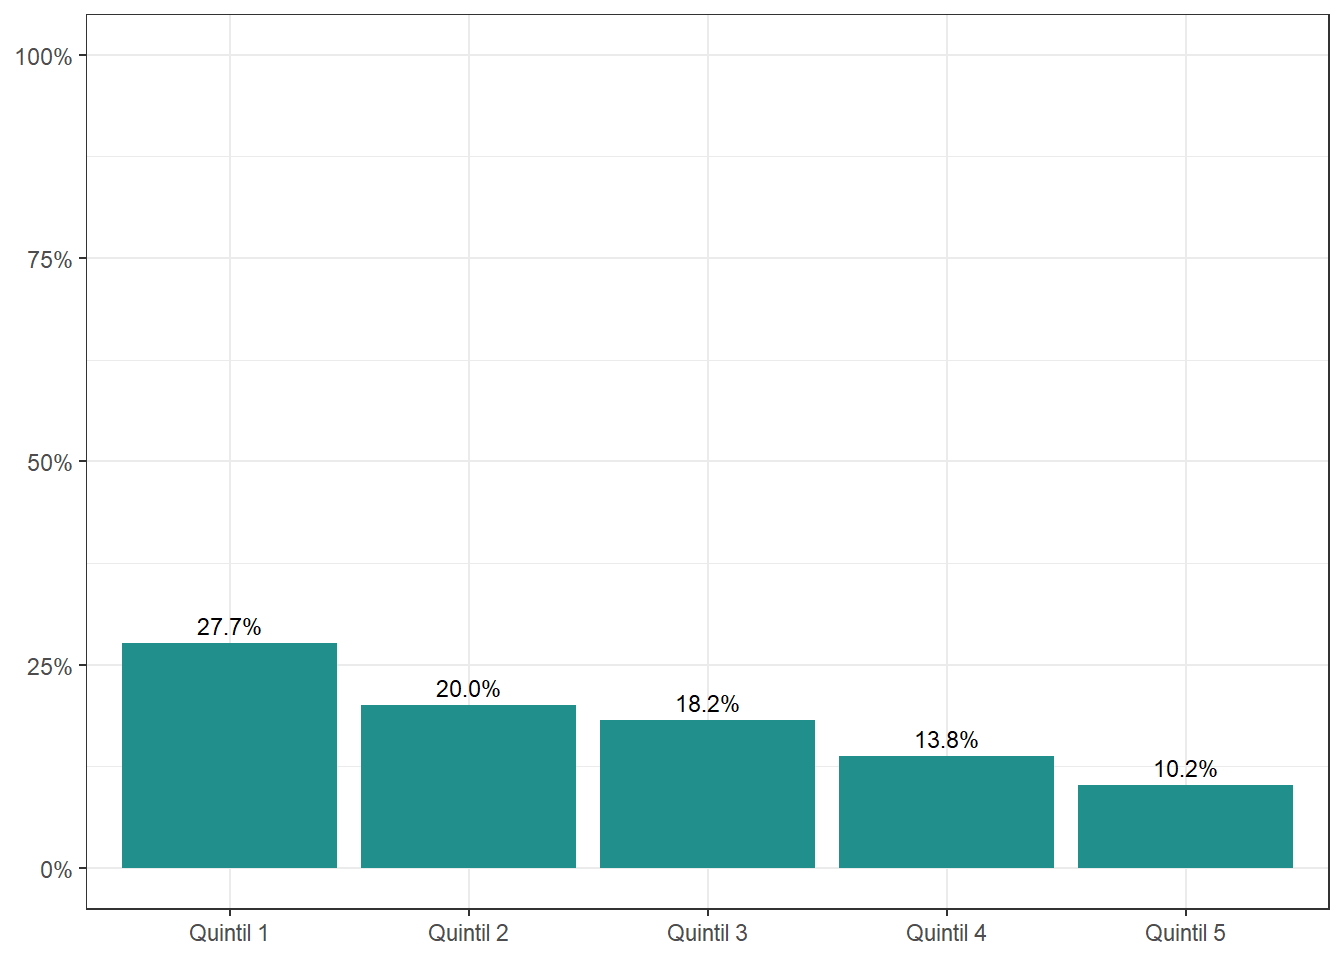 100%
75%
50%
25%
0%
27.7%
20.0%
18.2%
13.8%
10.2%
Quintil 1
Quintil 2
Quintil 3
Quintil 4
Quintil 5